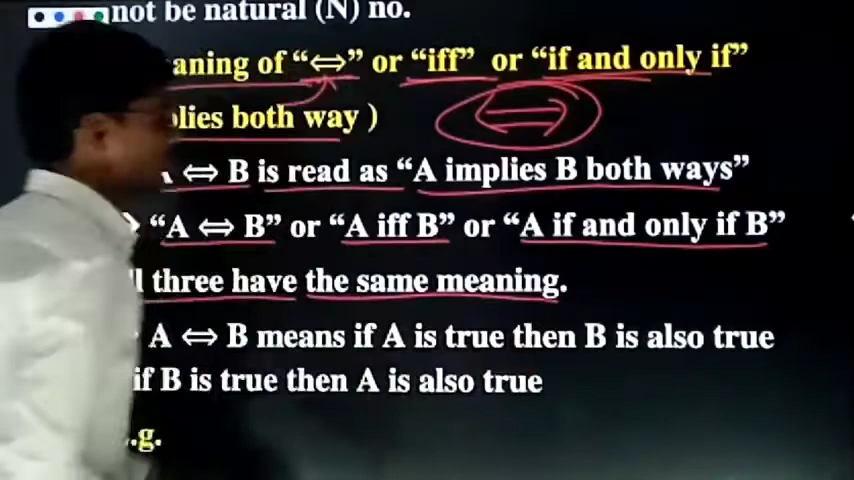 not be natural (N) no.
aning of “⇔” or “iff” or “if and only if”
plies both way )
⇔ B is read as “A implies B both ways”
“A ⇔ B” or “A iff B” or “A if and only if B”
three have the same meaning.
A ⇔ B means if A is true then B is also true
if B is true then A is also true
.g.